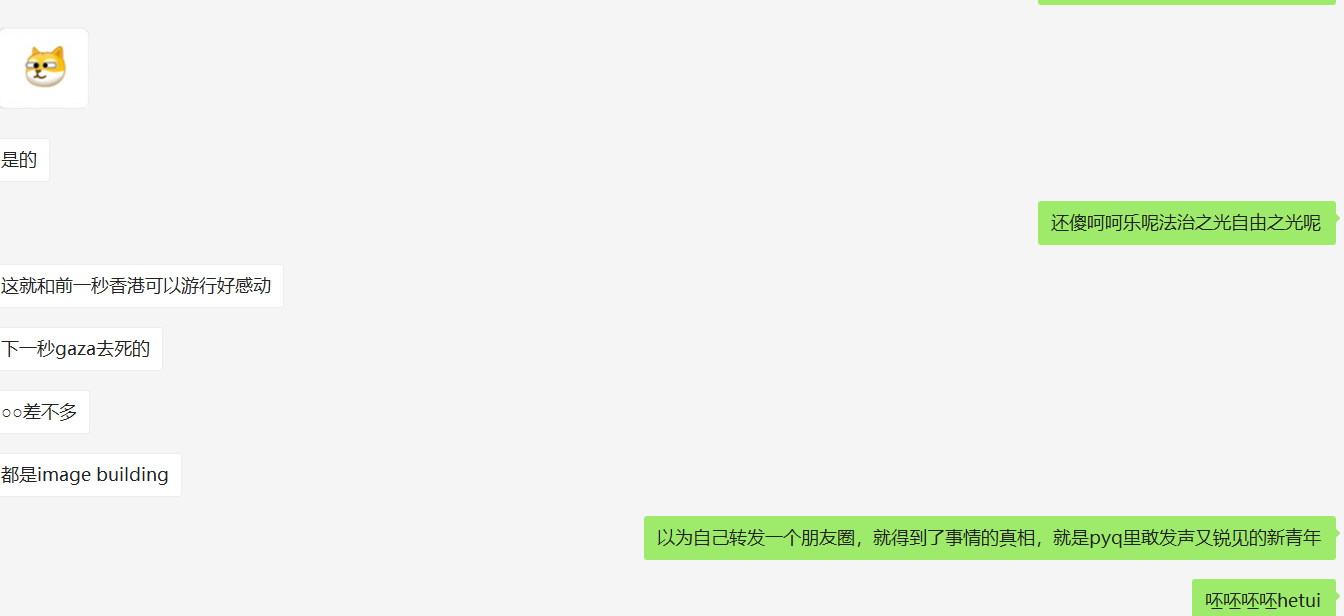 是的
还傻呵呵乐呢法治之光自由之光呢
这就和前一秒香港可以游行好感动
下一秒gaza去死的
○○差不多
都是image building
以为自己转发一个朋友圈，就得到了事情的真相，就是pyq里敢发声又锐见的新青年
呸呸呸呸hetui